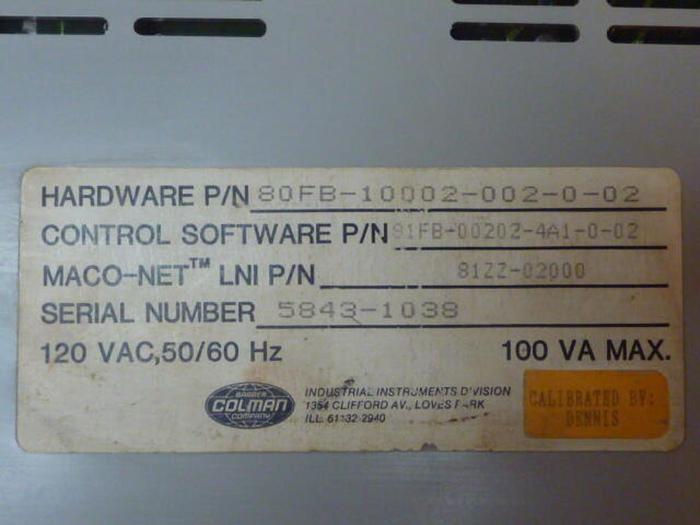 HARDWARE P/N 80FB-10002-002-0-02
CONTROL SOFTWARE P/N 81FB-00202-4A1-0-02
MACO-NET™ LNI P/N 81ZZ-02000
SERIAL NUMBER 5843-1038
120 VAC,50/60 Hz 100 VA MAX.
BARBER
COLMAN
COMPANY
INDUSTRIAL INSTRUMENTS DIVISION
1354 CLIFFORD AV., LOVES PARK
ILL. 61132-2940
CALIBRATED BY:
DENNIS